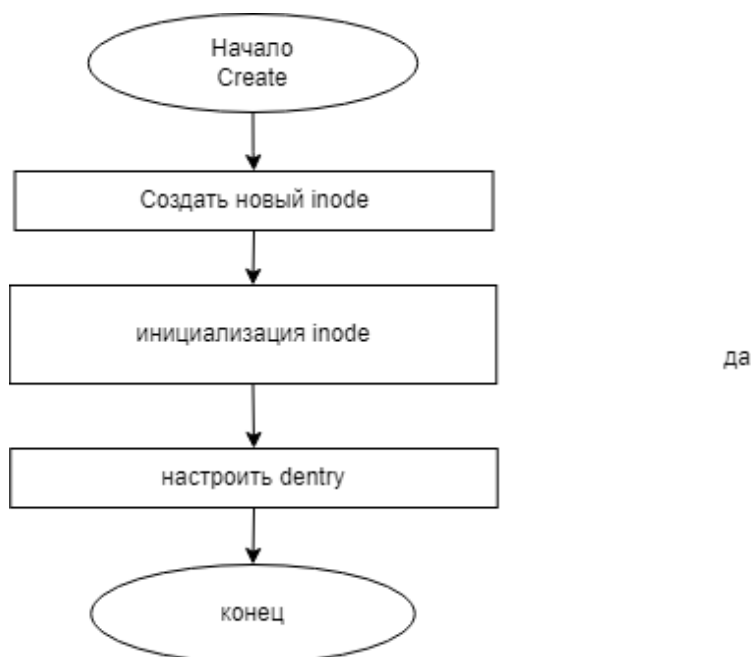 Начало
Create
Создать новый inode
инициализация inode
да
настроить dentry
конец